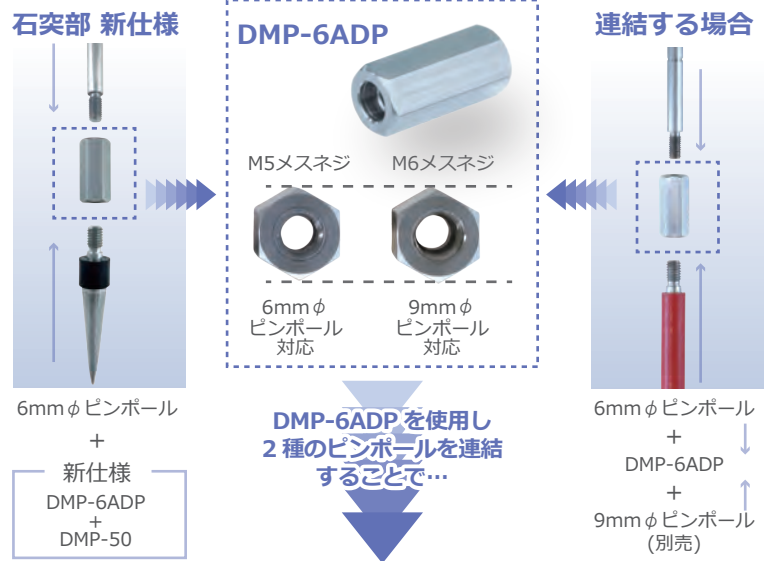 石突部 新仕様
6mmφピンポール
+
新仕様
DMP-6ADP
+
DMP-50
DMP-6ADP
M5メスネジ
M6メスネジ
6mmφ
ピンポール
対応
9mmφ
ピンポール
対応
DMP-6ADP を使用し
2 種のピンポールを連結
することで…
連結する場合
6mmφピンポール
+
DMP-6ADP
+
9mmφピンポール
(別売)